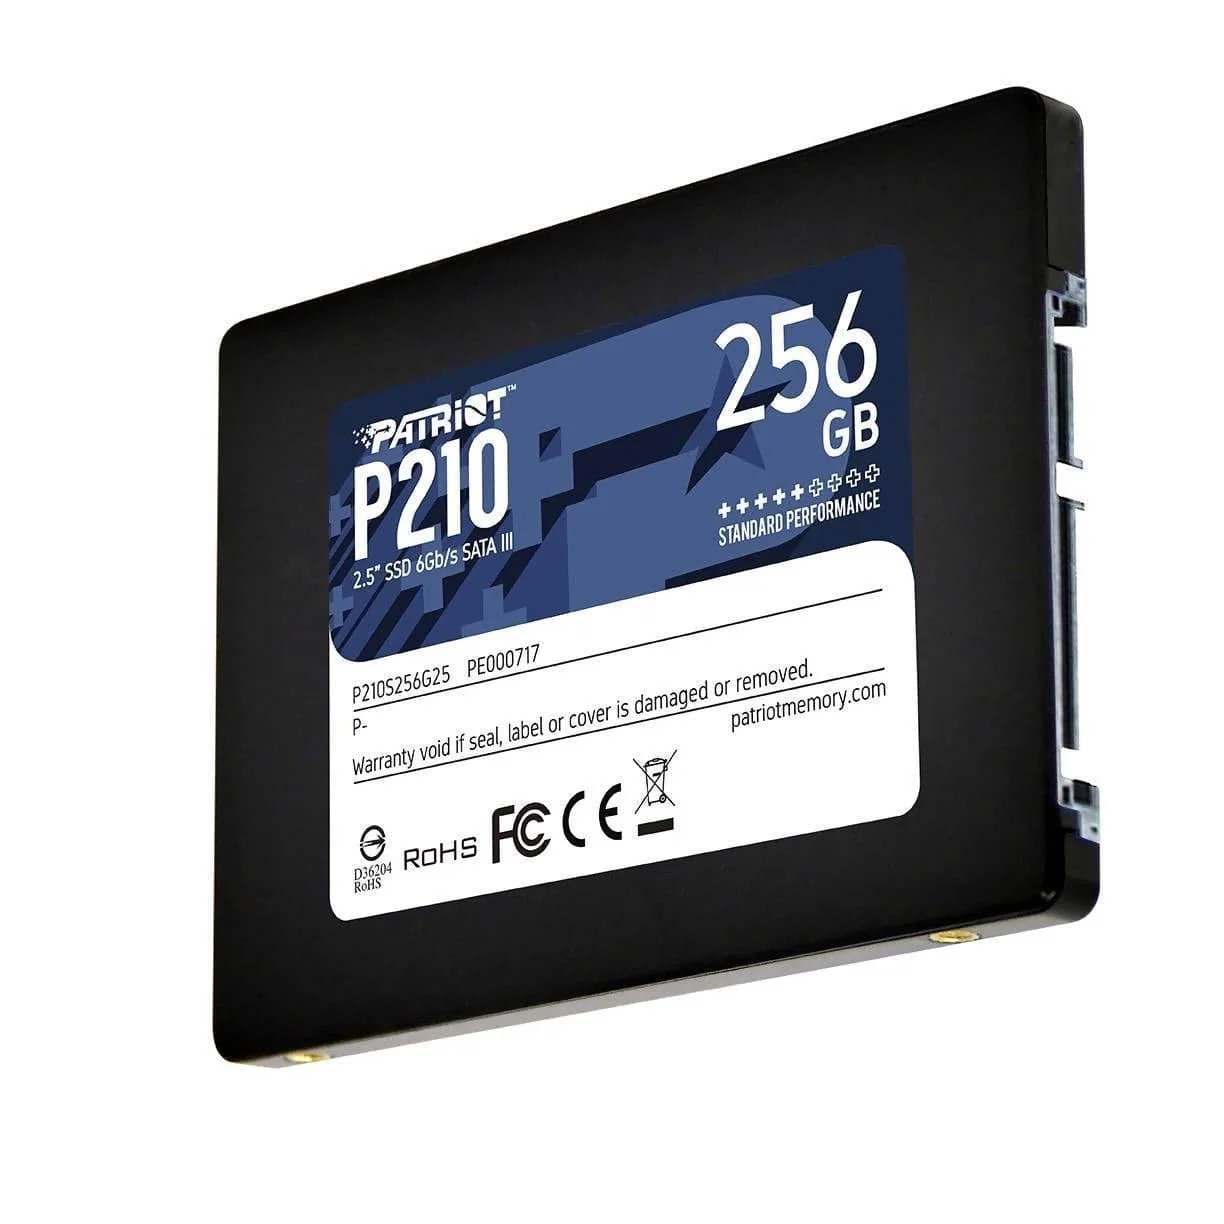 PATRIOT™
P210
2.5" SSD 6Gb/s SATA III
256
GB
STANDARD PERFORMANCE
P210S256G25 PE000717
P-
Warranty void if seal, label or cover is damaged or removed.
patriotmemory.com
D36204
RoHS
RoHS
FC CE